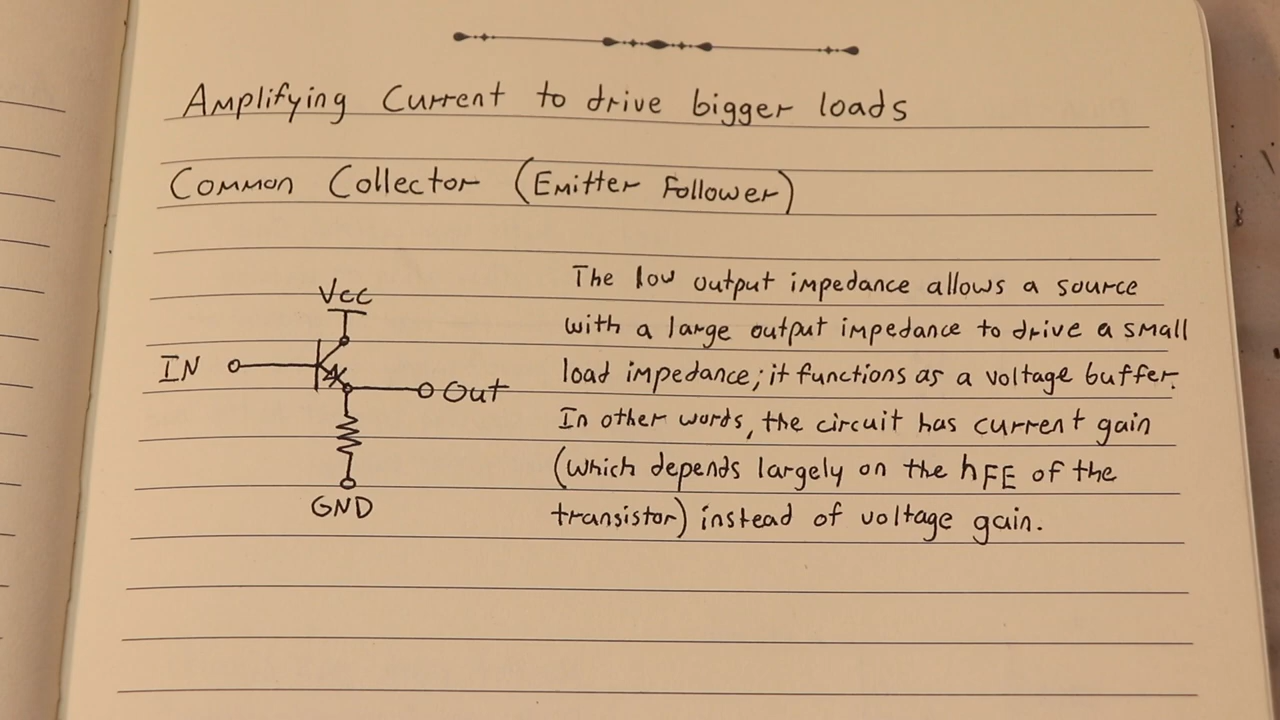 Amplifying Current to drive bigger loads
Common Collector (Emitter Follower)
Vcc
IN
Out
GND
The low output impedance allows a source
with a large output impedance to drive a small
load impedance; it functions as a voltage buffer.
In other words, the circuit has current gain
(which depends largely on the hFE of the
transistor) instead of voltage gain.